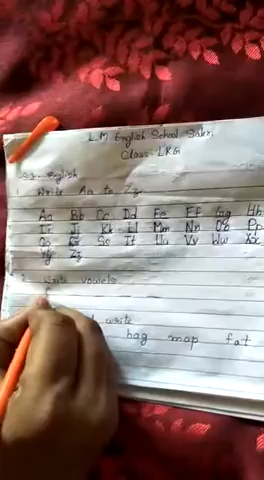 L.M English School Sakri
Class- LKG
Sub- English
Write Aa to Zz
Aa Bb Cc Dd Ee Ff Gg Hh
Ii Jj Kk Ll Mm Nn Oo Pp
Qq Rr Ss Tt Uu Vv Ww Xx
Yy Zz
write vowels
write
bag map fat